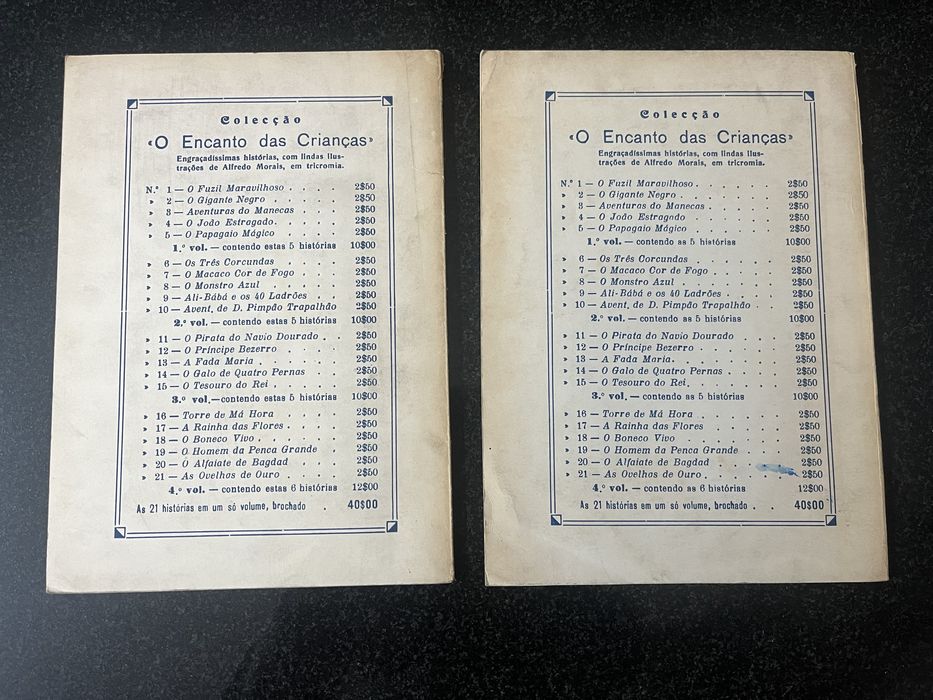 Colecção
«O Encanto das Crianças»
Engraçadíssimas histórias, com lindas ilus-
trações de Alfredo Morais, em tricromia.
N.º 1 — O Fuzil Maravilhoso . . . . 2$50
» 2 — O Gigante Negro . . . . . 2$50
» 3 — Aventuras do Manecas . . . . 2$50
» 4 — O João Estragado. . . . . 2$50
» 5 — O Papagaio Mágico . . . . 2$50
1.º vol. — contendo estas 5 histórias 10$00
» 6 — Os Três Corcundas . . . . 2$50
» 7 — O Macaco Cor de Fogo . . . . 2$50
» 8 — O Monstro Azul . . . . . 2$50
» 9 — Ali-Bábá e os 40 Ladrões . . 2$50
» 10 — Avent. de D. Pimpão Trapalhão 2$50
2.º vol. — contendo estas 5 histórias 10$00
» 11 — O Pirata do Navio Dourado . . 2$50
» 12 — O Príncipe Bezerro . . . . 2$50
» 13 — A Fada Maria . . . . . 2$50
» 14 — O Galo de Quatro Pernas . . . 2$50
» 15 — O Tesouro do Rei . . . . . 2$50
3.º vol.—contendo estas 5 histórias 10$00
» 16 — Torre de Má Hora . . . . 2$50
» 17 — A Rainha das Flores . . . . 2$50
» 18 — O Boneco Vivo . . . . . 2$50
» 19 — O Homem da Penca Grande . . 2$50
» 20 — O Alfaiate de Bagdad . . . 2$50
» 21 — As Ovelhas de Ouro . . . . 2$50
4.º vol. — contendo estas 6 histórias 12$00
As 21 histórias em um só volume, brochado . 40$00
Colecção
«O Encanto das Crianças»
Engraçadíssimas histórias, com lindas ilus-
trações de Alfredo Morais, em tricromia.
N.º 1 — O Fuzil Maravilhoso . . . . . . 2$50
» 2 — O Gigante Negro . . . . . . 2$50
» 3 — Aventuras do Manecas . . . . . 2$50
» 4 — O João Estragado . . . . . 2$50
» 5 — O Papagaio Mágico . . . . . 2$50
1.º vol. — contendo as 5 histórias 10$00
» 6 — Os Três Corcundas . . . . . 2$50
» 7 — O Macaco Cor de Fogo . . . . 2$50
» 8 — O Monstro Azul . . . . . . 2$50
» 9 — Ali-Bábá e os 40 Ladrões . . . . 2$50
» 10 — Avent. de D. Pimpão Trapalhão . . 2$50
2.º vol. — contendo as 5 histórias 10$00
» 11 — O Pirata do Navio Dourado . . . 2$50
» 12 — O Príncipe Bezerro . . . . . 2$50
» 13 — A Fada Maria. . . . . . . 2$50
» 14 — O Galo de Quatro Pernas . . . . 2$50
» 15 — O Tesouro do Rei. . . . . . 2$50
3.º vol. — contendo as 5 histórias 10$00
» 16 — Torre de Má Hora . . . . . 2$50
» 17 — A Rainha das Flores . . . . . 2$50
» 18 — O Boneco Vivo . . . . . . 2$50
» 19 — O Homem da Penca Grande . . . 2$50
» 20 — O Alfaiate de Bagdad . . . . 2$50
» 21 — As Ovelhas de Ouro . . . . . 2$50
4.º vol. — contendo as 6 histórias 12$00
As 21 histórias em um só volume, brochado . . 40$00